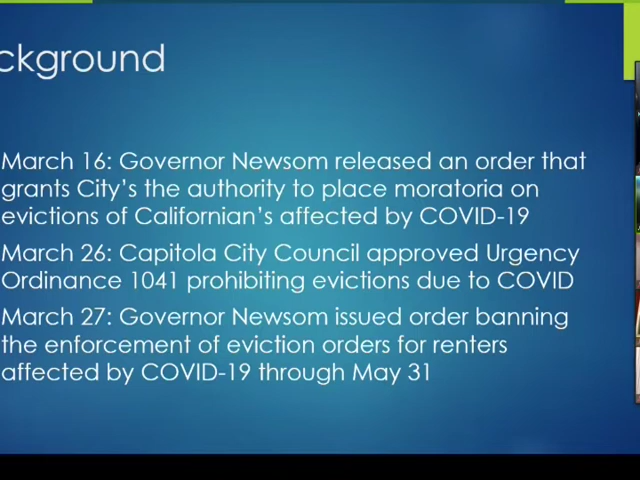 ckground
March 16: Governor Newsom released an order that
grants City's the authority to place moratoria on
evictions of Californian's affected by COVID-19
March 26: Capitola City Council approved Urgency
Ordinance 1041 prohibiting evictions due to COVID
March 27: Governor Newsom issued order banning
the enforcement of eviction orders for renters
affected by COVID-19 through May 31